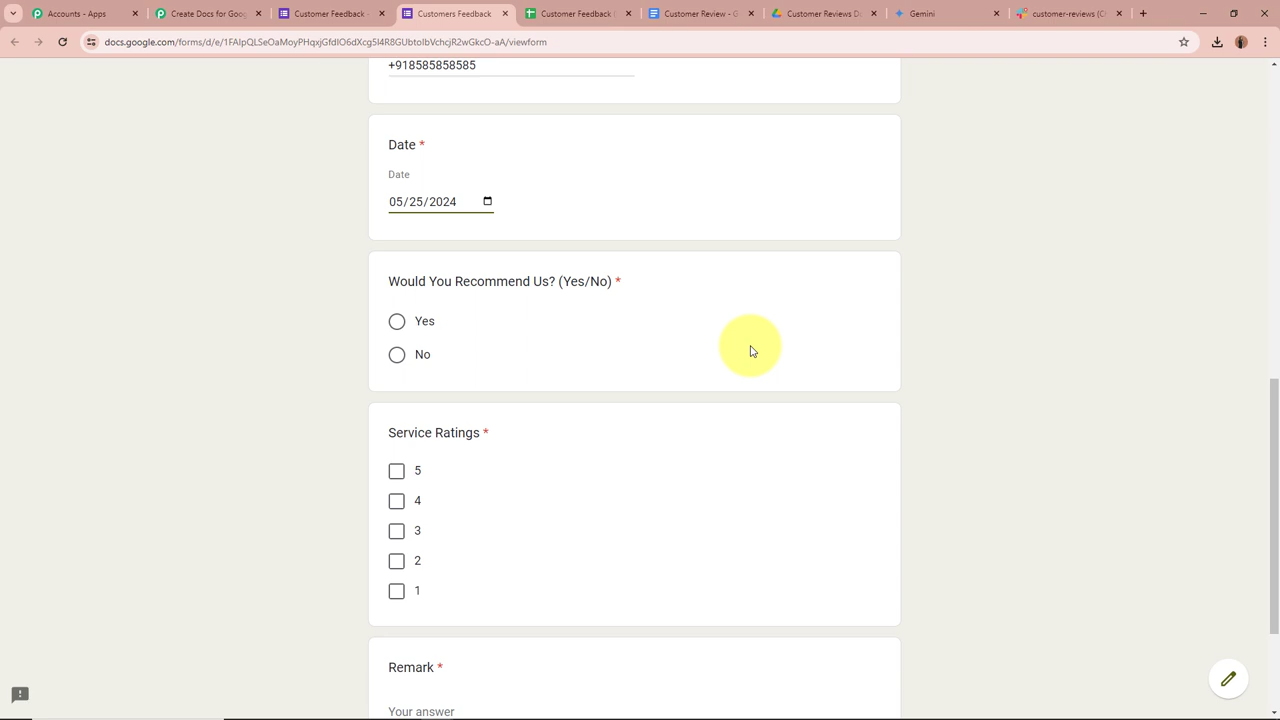 Accounts - Apps
Create Docs for Goog
Customer Feedback -
Customers Feedback
Customer Feedback (
Customer Review - G
Customer Reviews Do
Gemini
customer-reviews (C
docs.google.com/forms/d/e/1FAIpQLSeOaMoyPHqxjGfdIO6dXcg5I4R8GUbtoIbVchcjR2wGkcO-aA/viewform
+918585858585
Date *
Date
05/25/2024
Would You Recommend Us? (Yes/No) *
Yes
No
Service Ratings *
5
4
3
2
1
Remark *
Your answer